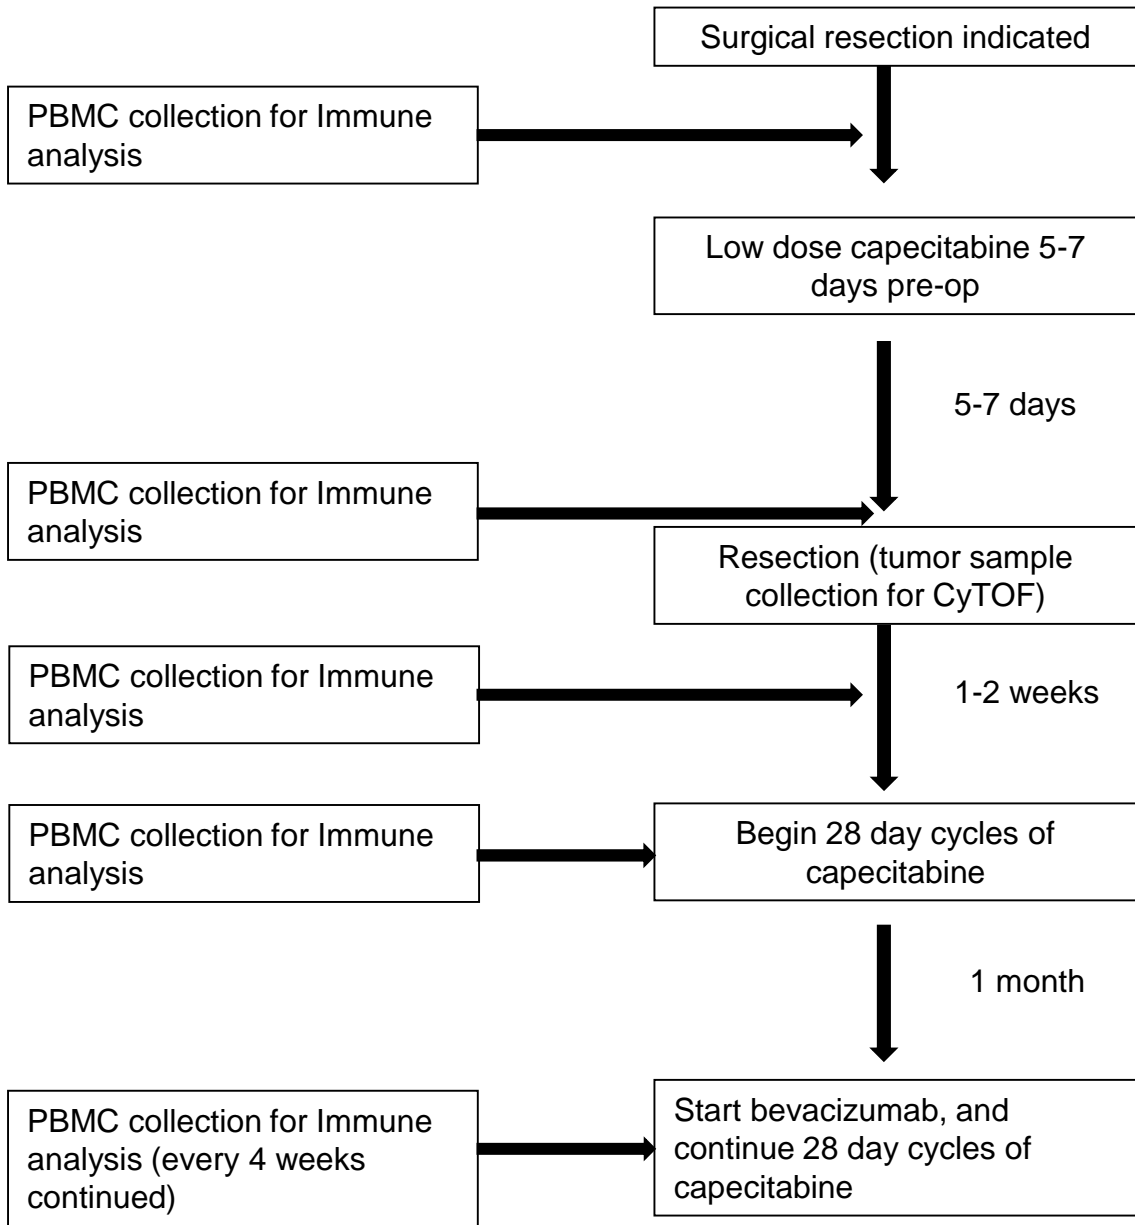 Surgical resection indicated
PBMC collection for Immune
analysis
Low dose capecitabine 5-7
days pre-op
5-7 days
PBMC collection for Immune
analysis
Resection (tumor sample
collection for CyTOF)
PBMC collection for Immune
analysis
1-2 weeks
PBMC collection for Immune
analysis
Begin 28 day cycles of
capecitabine
1 month
PBMC collection for Immune
analysis (every 4 weeks
continued)
Start bevacizumab, and
continue 28 day cycles of
capecitabine